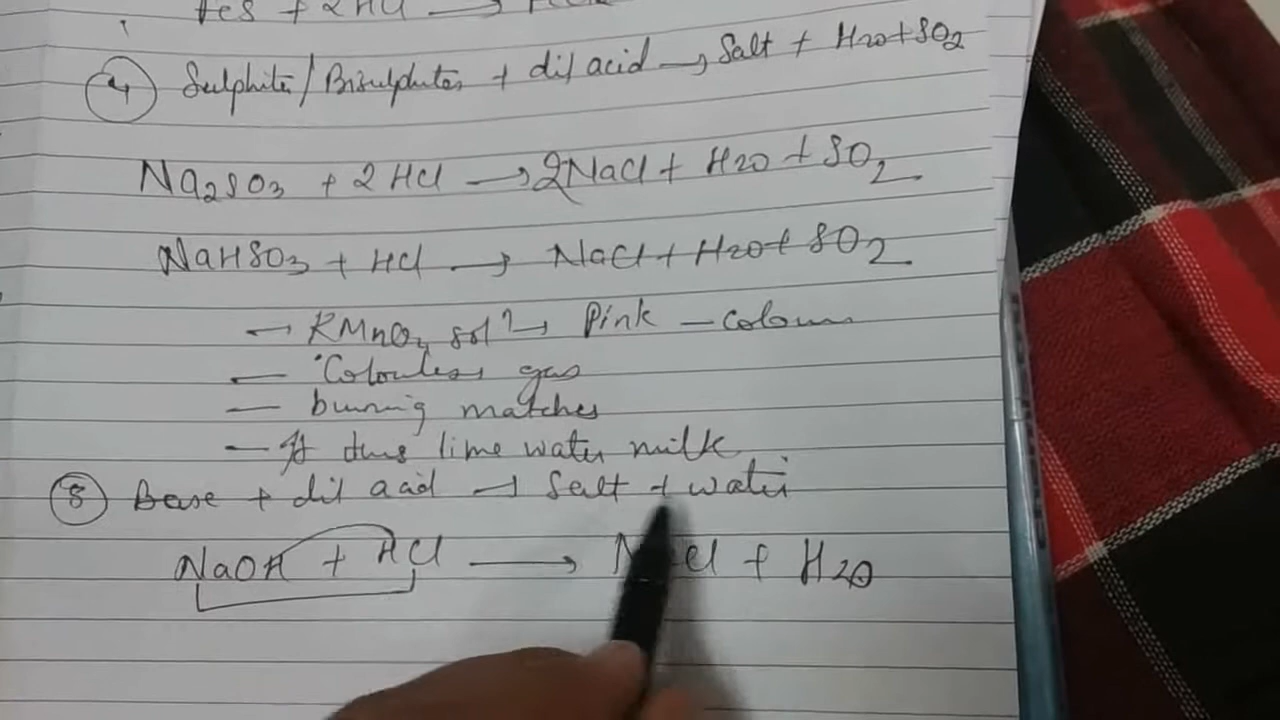 + 2HCl →
4 Sulphite/Bisulphites + dil acid → Salt + H2O + SO2
Na2SO3 + 2HCl → 2NaCl + H2O + SO2
NaHSO3 + HCl → NaCl + H2O + SO2
→ KMnO4 soln → Pink - colour
— Colourless gas
— burning matches
— It turns lime water milk
5 Base + dil acid → Salt + water
NaOH + HCl → NaCl + H2O